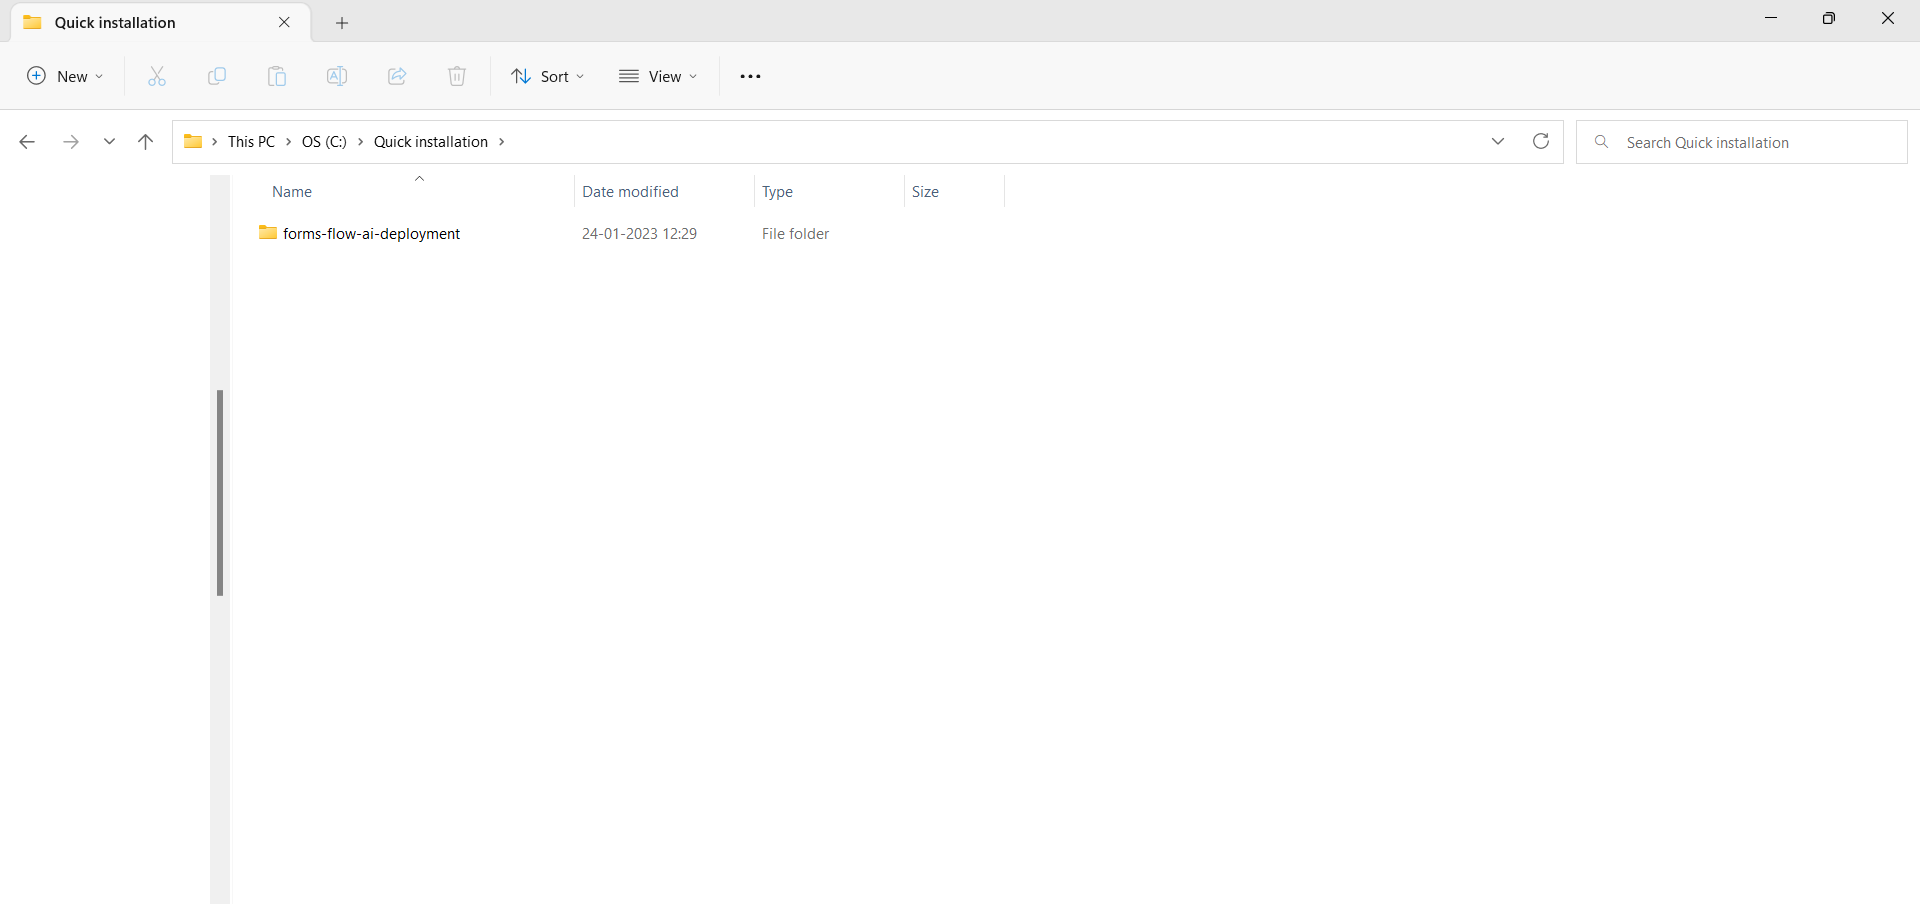 Quick installation
New
Sort
View
This PC > OS (C:) > Quick installation >
Search Quick installation
Name Date modified Type Size
forms-flow-ai-deployment 24-01-2023 12:29 File folder